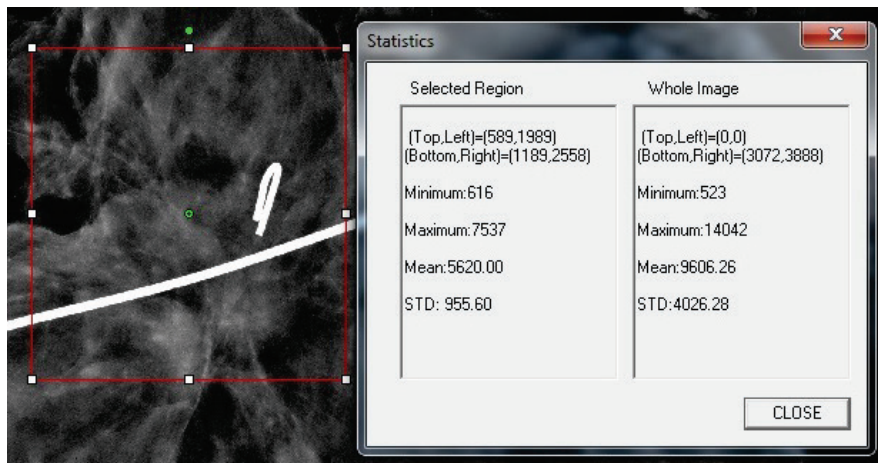 Statistics
Selected Region
(Top,Left)=(589,1989)
(Bottom,Right)=(1189,2558)
Minimum:616
Maximum:7537
Mean:5620.00
STD: 955.60
Whole Image
(Top,Left)=(0,0)
(Bottom,Right)=(3072,3888)
Minimum:523
Maximum:14042
Mean:9606.26
STD:4026.28
CLOSE